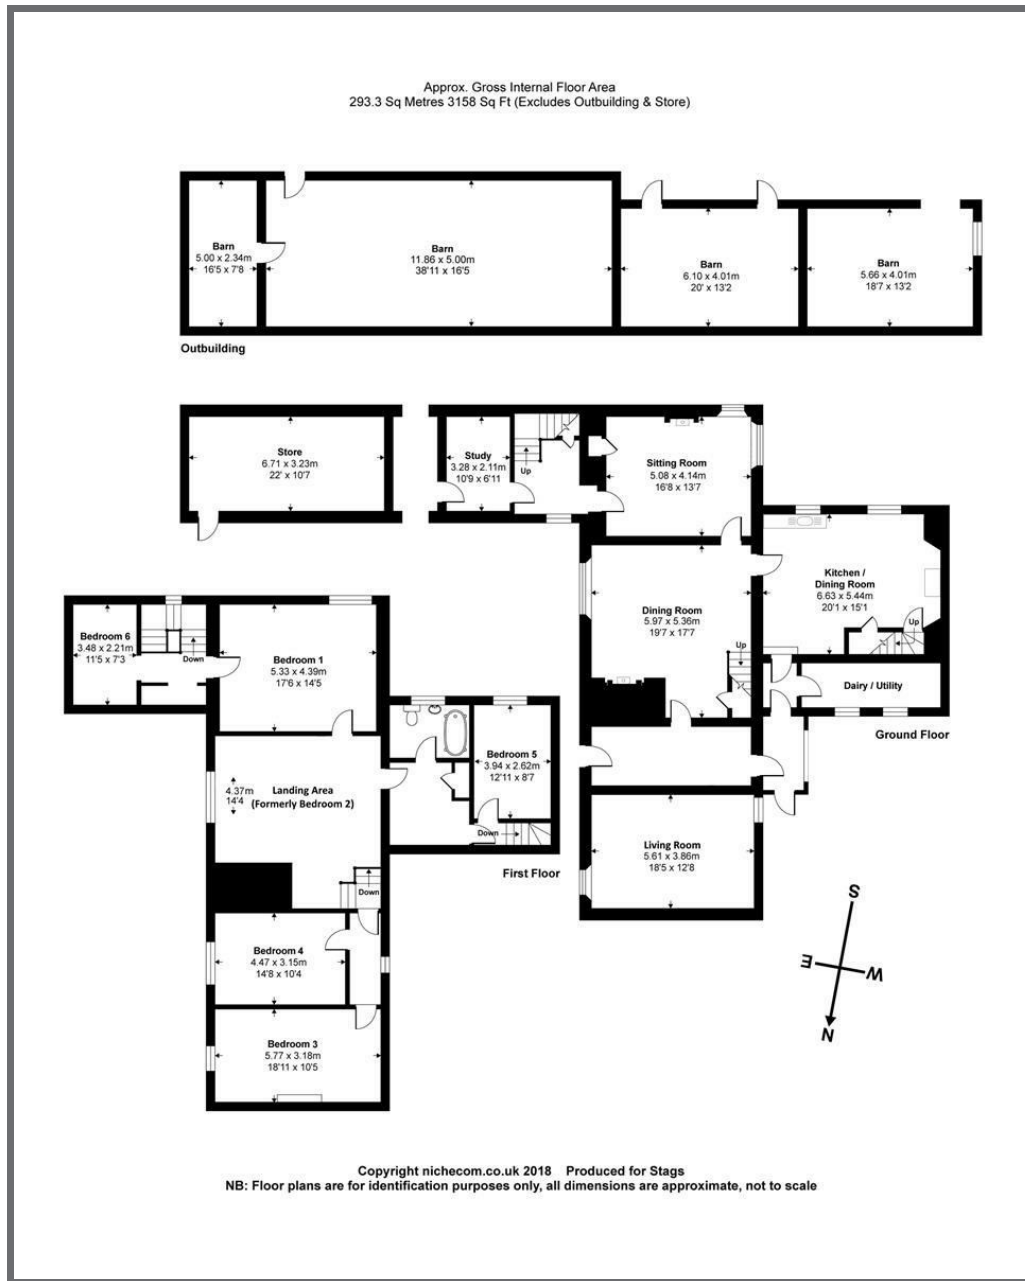 Approx. Gross Internal Floor Area
293.3 Sq Metres 3158 Sq Ft (Excludes Outbuilding & Store)
Barn
5.00 x 2.34m
16'5 x 7'8
Barn
11.86 x 5.00m
38'11 x 16'5
Barn
6.10 x 4.01m
20' x 13'2
Barn
5.66 x 4.01m
18'7 x 13'2
Outbuilding
Store
6.71 x 3.23m
22' x 10'7
Study
3.28 x 2.11m
10'9 x 6'11
Up
Sitting Room
5.08 x 4.14m
16'8 x 13'7
Kitchen /
Dining Room
6.63 x 5.44m
20'1 x 15'1
Up
Dining Room
5.97 x 5.36m
19'7 x 17'7
Up
Dairy / Utility
Ground Floor
Living Room
5.61 x 3.86m
18'5 x 12'8
Bedroom 6
3.48 x 2.21m
11'5 x 7'3
Down
Bedroom 1
5.33 x 4.39m
17'6 x 14'5
Bedroom 5
3.94 x 2.62m
12'11 x 8'7
Down
First Floor
4.37m
14'4
Landing Area
(Formerly Bedroom 2)
Down
Bedroom 4
4.47 x 3.15m
14'8 x 10'4
Bedroom 3
5.77 x 3.18m
18'11 x 10'5
S
E
W
N
Copyright nichecom.co.uk 2018 Produced for Stags
NB: Floor plans are for identification purposes only, all dimensions are approximate, not to scale